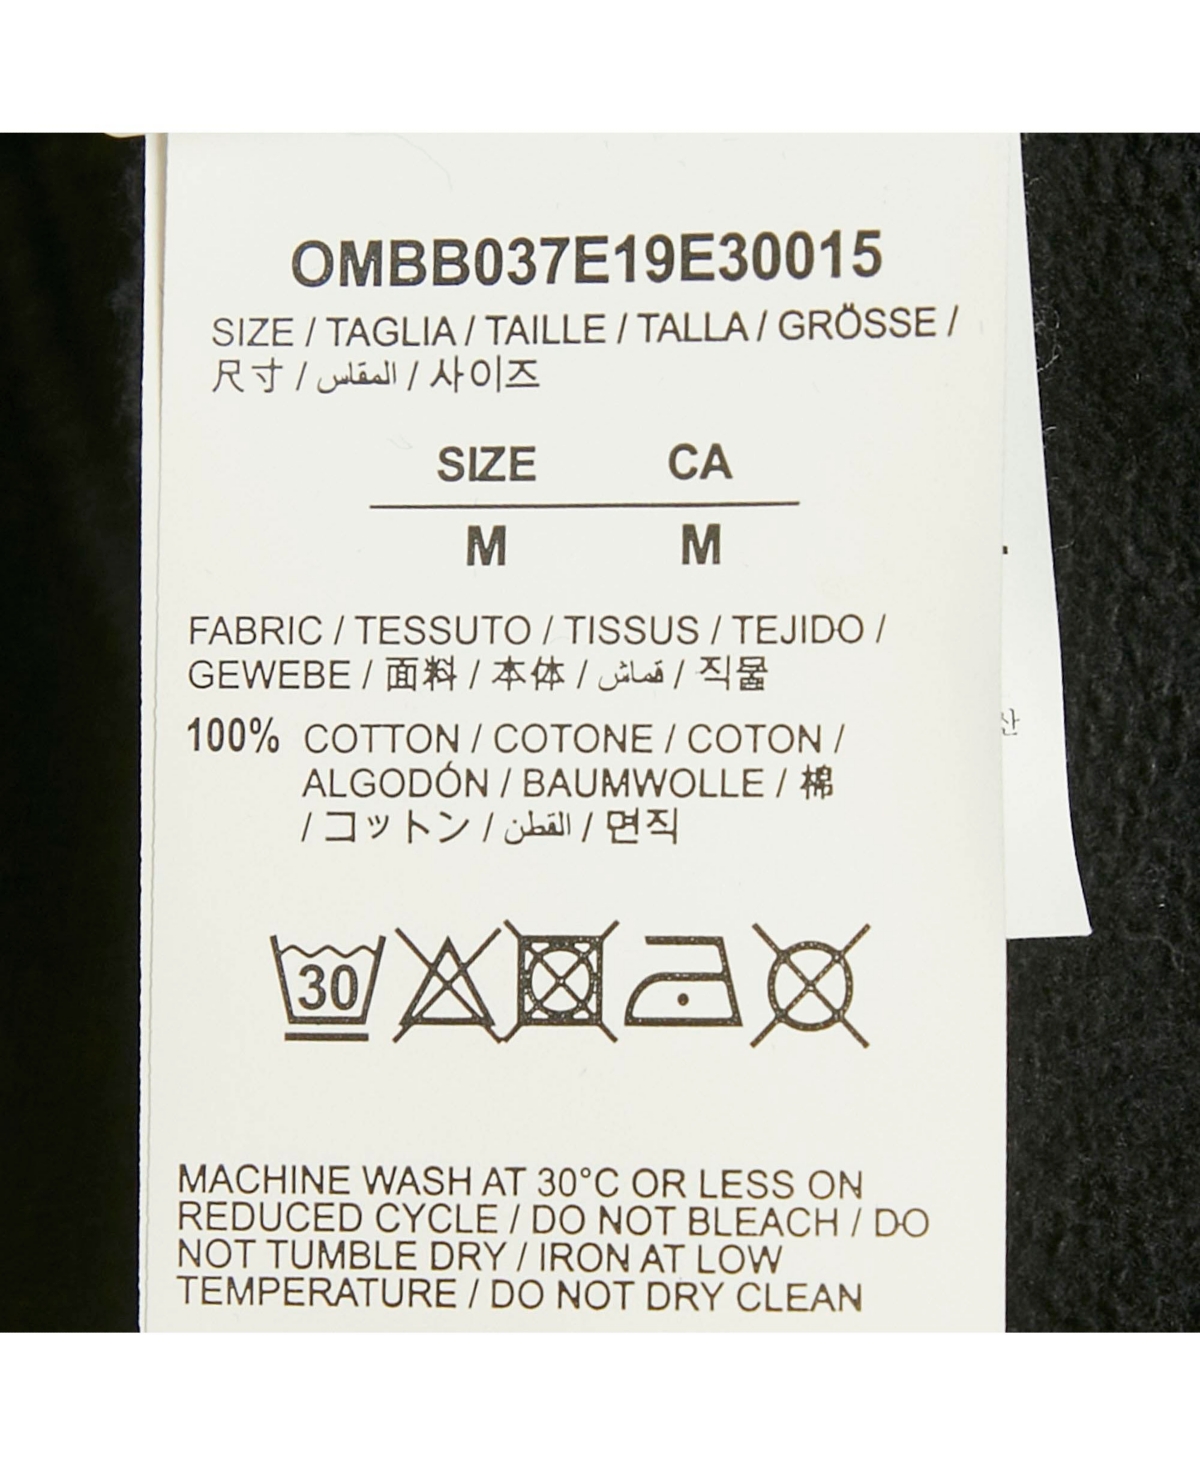 OMBB037E19E30015
SIZE / TAGLIA / TAILLE / TALLA / GRÖSSE /
尺寸 / المقاس / 사이즈
SIZE CA
M M
FABRIC / TESSUTO / TISSUS / TEJIDO /
GEWEBE / 面料 / 本体 / قماش / 직물
100% COTTON / COTONE / COTON /
ALGODÓN / BAUMWOLLE / 棉
/ コットン / القطن / 면직
산
30
MACHINE WASH AT 30°C OR LESS ON
REDUCED CYCLE / DO NOT BLEACH / DO
NOT TUMBLE DRY / IRON AT LOW
TEMPERATURE / DO NOT DRY CLEAN